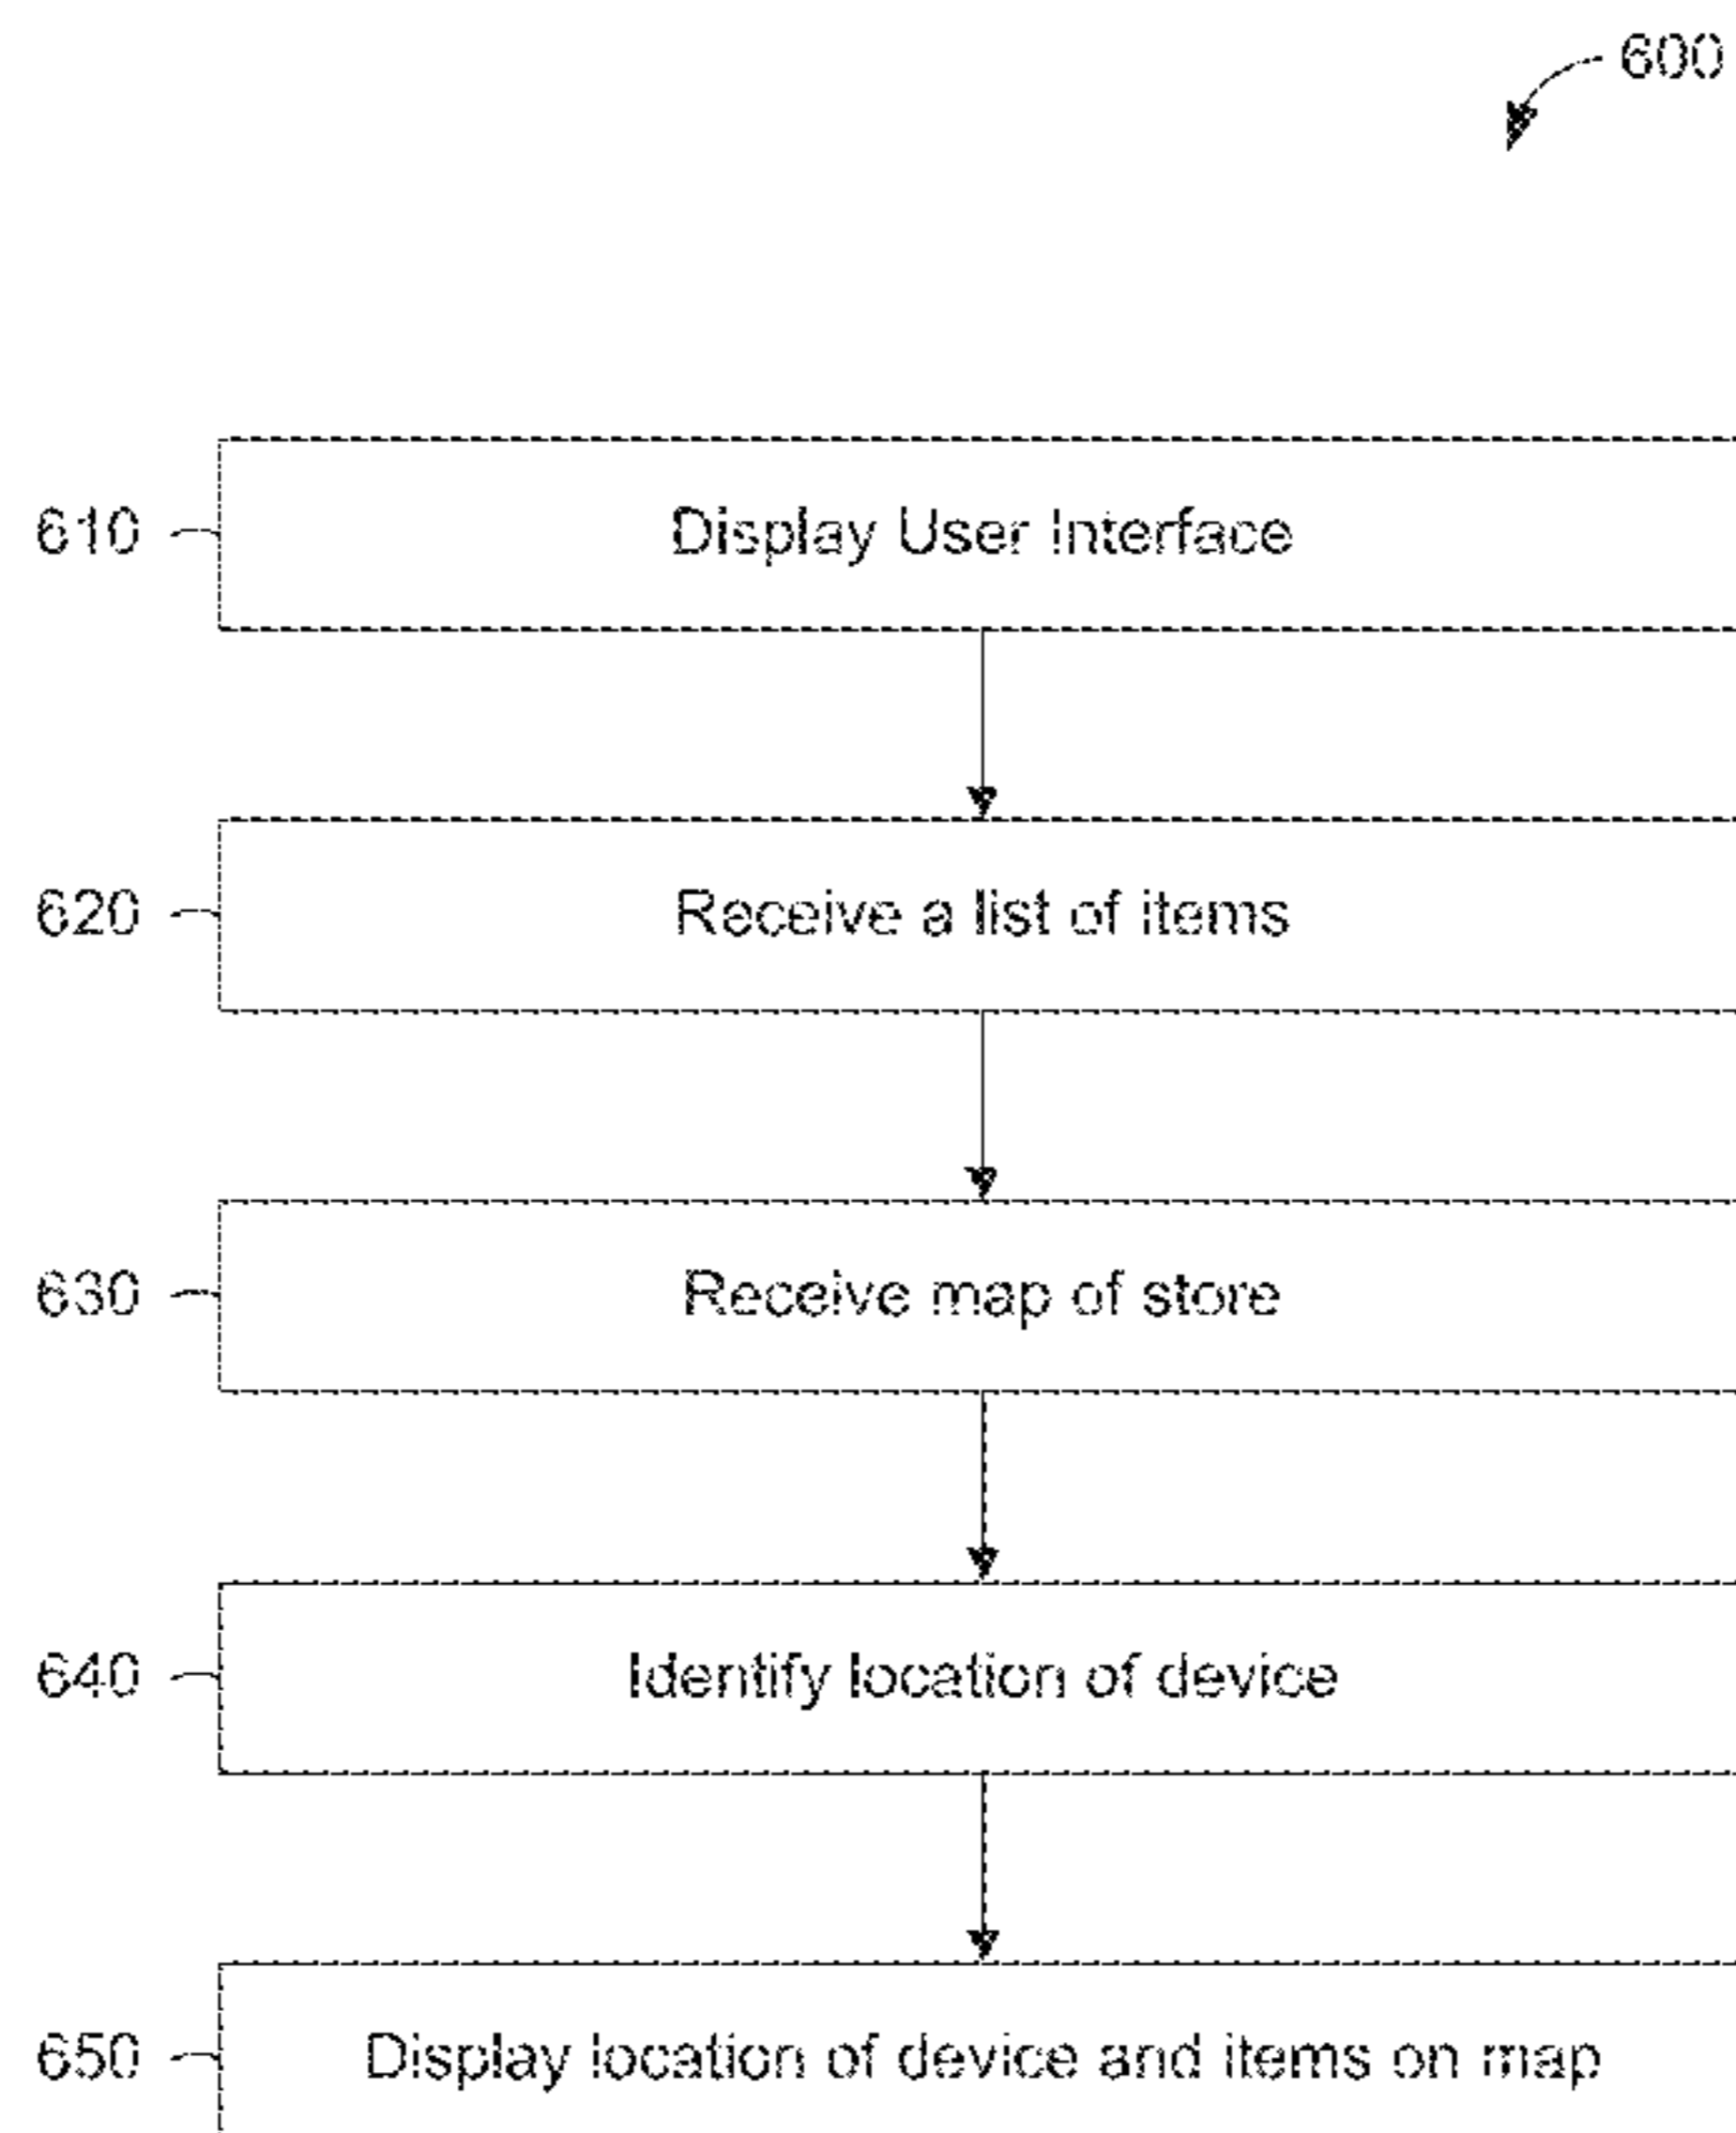 600
610 Display User Interface
620 Receive a list of items
630 Receive map of store
640 Identify location of device
650 Display location of device and items on map